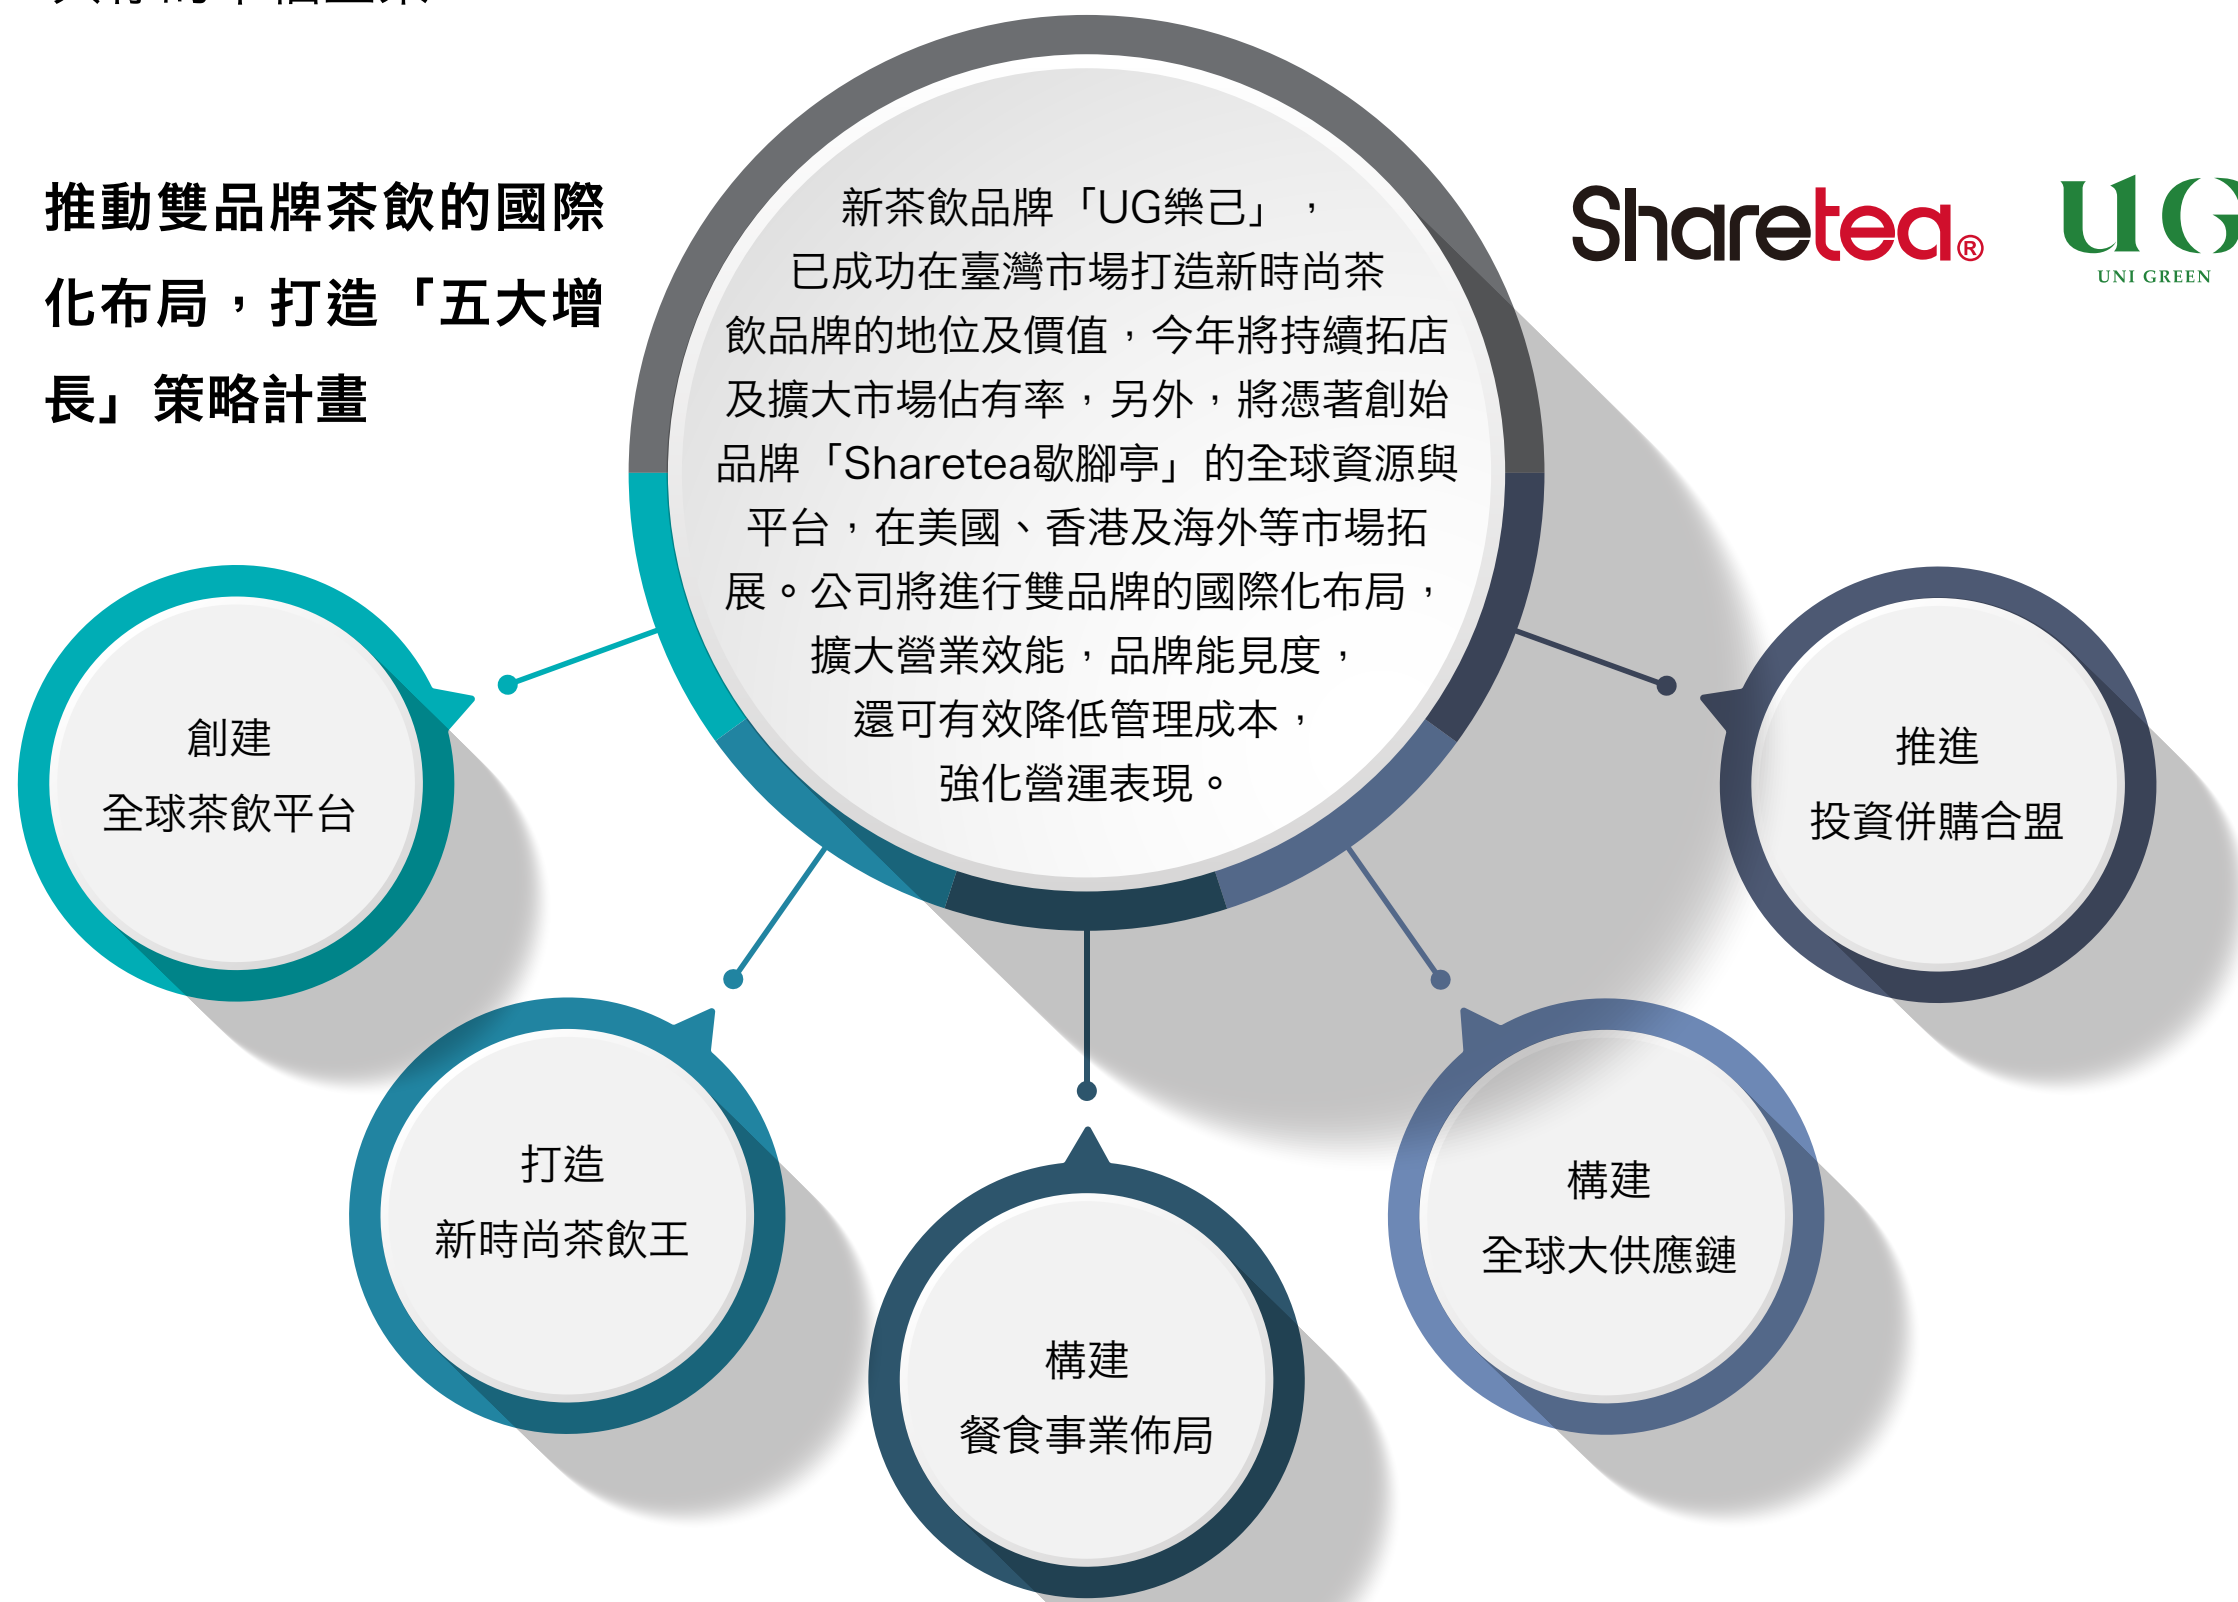 推動雙品牌茶飲的國際
化布局，打造「五大增
長」策略計畫
新茶飲品牌「UG樂己」，
已成功在臺灣市場打造新時尚茶
飲品牌的地位及價值，今年將持續拓店
及擴大市場佔有率，另外，將憑著創始
品牌「Sharetea歇腳亭」的全球資源與
平台，在美國、香港及海外等市場拓
展。公司將進行雙品牌的國際化布局，
擴大營業效能，品牌能見度，
還可有效降低管理成本，
強化營運表現。
Sharetea®
UG
UNI GREEN
創建
全球茶飲平台
打造
新時尚茶飲王
構建
餐食事業佈局
構建
全球大供應鏈
推進
投資併購合盟